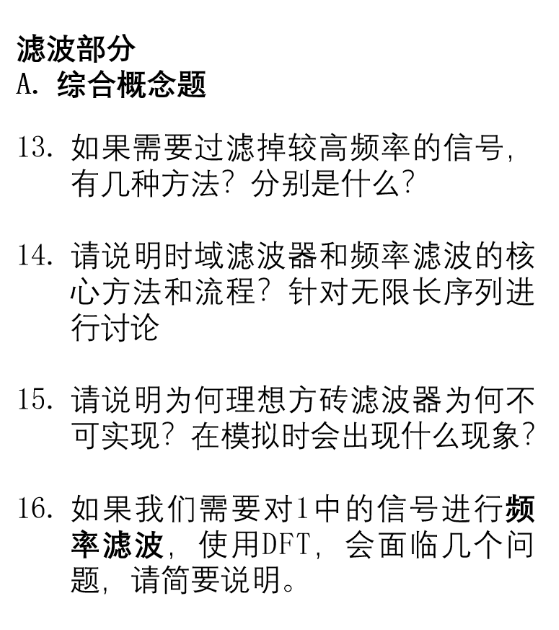 滤波部分
A. 综合概念题
13. 如果需要过滤掉较高频率的信号,
有几种方法？分别是什么？
14. 请说明时域滤波器和频率滤波的核
心方法和流程？针对无限长序列进
行讨论
15. 请说明为何理想方砖滤波器为何不
可实现？在模拟时会出现什么现象？
16. 如果我们需要对1中的信号进行频
率滤波，使用DFT，会面临几个问
题，请简要说明。